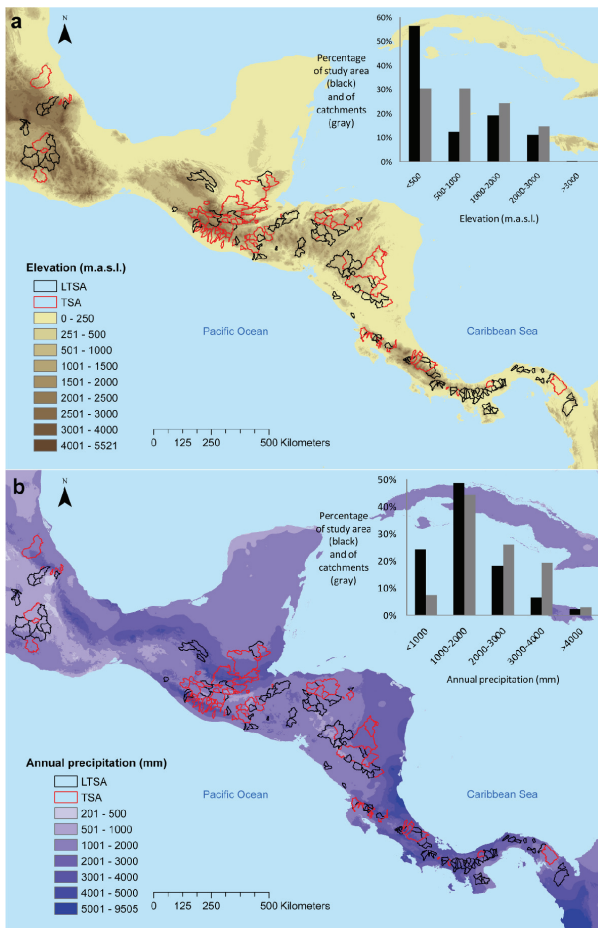 a
N
Percentage
of study area
(black)
and of
catchments
(gray)
60%
50%
40%
30%
20%
10%
0%
<500
500-1000
1000-2000
2000-3000
>3000
Elevation (m.a.s.l.)
Elevation (m.a.s.l.)
LTSA
TSA
0 - 250
251 - 500
501 - 1000
1001 - 1500
1501 - 2000
2001 - 2500
2501 - 3000
3001 - 4000
4001 - 5521
Pacific Ocean
Caribbean Sea
0 125 250 500 Kilometers
b
N
Percentage
of study area
(black)
and of
catchments
(gray)
50%
40%
30%
20%
10%
0%
<1000
1000-2000
2000-3000
3000-4000
>4000
Annual precipitation (mm)
Annual precipitation (mm)
LTSA
TSA
201 - 500
501 - 1000
1001 - 2000
2001 - 3000
3001 - 4000
4001 - 5000
5001 - 9505
Pacific Ocean
Caribbean Sea
0 125 250 500 Kilometers